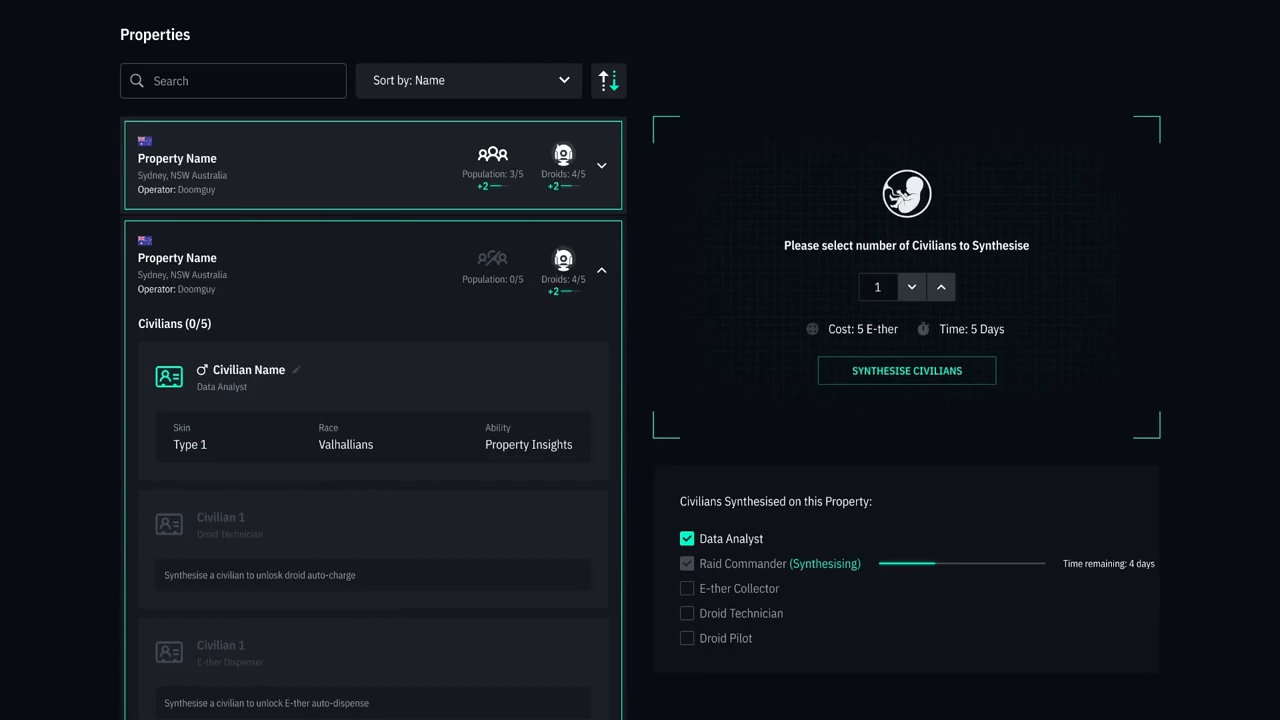 Properties
Search
Sort by: Name
Property Name
Sydney, NSW Australia
Operator: Doomguy
Population: 3/5
+2
Droids: 4/5
+2
Property Name
Sydney, NSW Australia
Operator: Doomguy
Population: 0/5
Droids: 4/5
+2
Civilians (0/5)
Civilian Name
Data Analyst
Skin
Type 1
Race
Valhallians
Ability
Property Insights
Civilian 1
Droid Technician
Synthesise a civilian to unlosk droid auto-charge
Civilian 1
E-ther Dispenser
Synthesise a civilian to unlock E-ther auto-dispense
Please select number of Civilians to Synthesise
1
Cost: 5 E-ther
Time: 5 Days
SYNTHESISE CIVILIANS
Civilians Synthesised on this Property:
Data Analyst
Raid Commander (Synthesising)
Time remaining: 4 days
E-ther Collector
Droid Technician
Droid Pilot